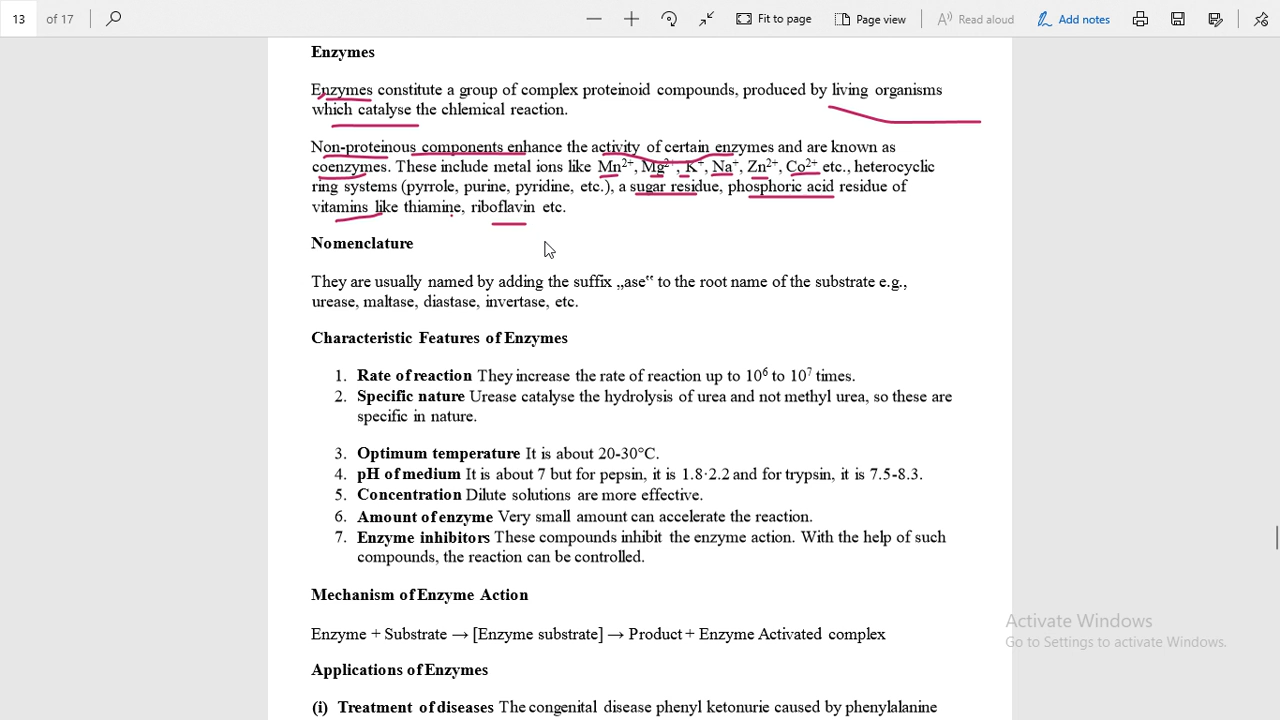 13 of 17 Fit to page Page view Read aloud Add notes
Enzymes
Enzymes constitute a group of complex proteinoid compounds, produced by living organisms
which catalyse the chlemical reaction.
Non-proteinous components enhance the activity of certain enzymes and are known as
coenzymes. These include metal ions like Mn²⁺, Mg²⁺, K⁺, Na⁺, Zn²⁺, Co²⁺ etc., heterocyclic
ring systems (pyrrole, purine, pyridine, etc.), a sugar residue, phosphoric acid residue of
vitamins like thiamine, riboflavin etc.
Nomenclature
They are usually named by adding the suffix „ase‟ to the root name of the substrate e.g.,
urease, maltase, diastase, invertase, etc.
Characteristic Features of Enzymes
1. Rate of reaction They increase the rate of reaction up to 10⁶ to 10⁷ times.
2. Specific nature Urease catalyse the hydrolysis of urea and not methyl urea, so these are
specific in nature.
3. Optimum temperature It is about 20-30°C.
4. pH of medium It is about 7 but for pepsin, it is 1.8·2.2 and for trypsin, it is 7.5-8.3.
5. Concentration Dilute solutions are more effective.
6. Amount of enzyme Very small amount can accelerate the reaction.
7. Enzyme inhibitors These compounds inhibit the enzyme action. With the help of such
compounds, the reaction can be controlled.
Mechanism of Enzyme Action
Enzyme + Substrate → [Enzyme substrate] → Product + Enzyme Activated complex
Activate Windows
Go to Settings to activate Windows.
Applications of Enzymes
(i) Treatment of diseases The congenital disease phenyl ketonurie caused by phenylalanine